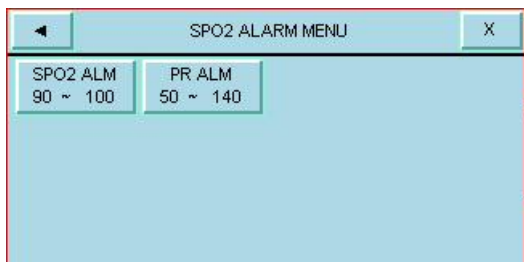 ◄ SPO2 ALARM MENU X
SPO2 ALM PR ALM
90 ~ 100 50 ~ 140